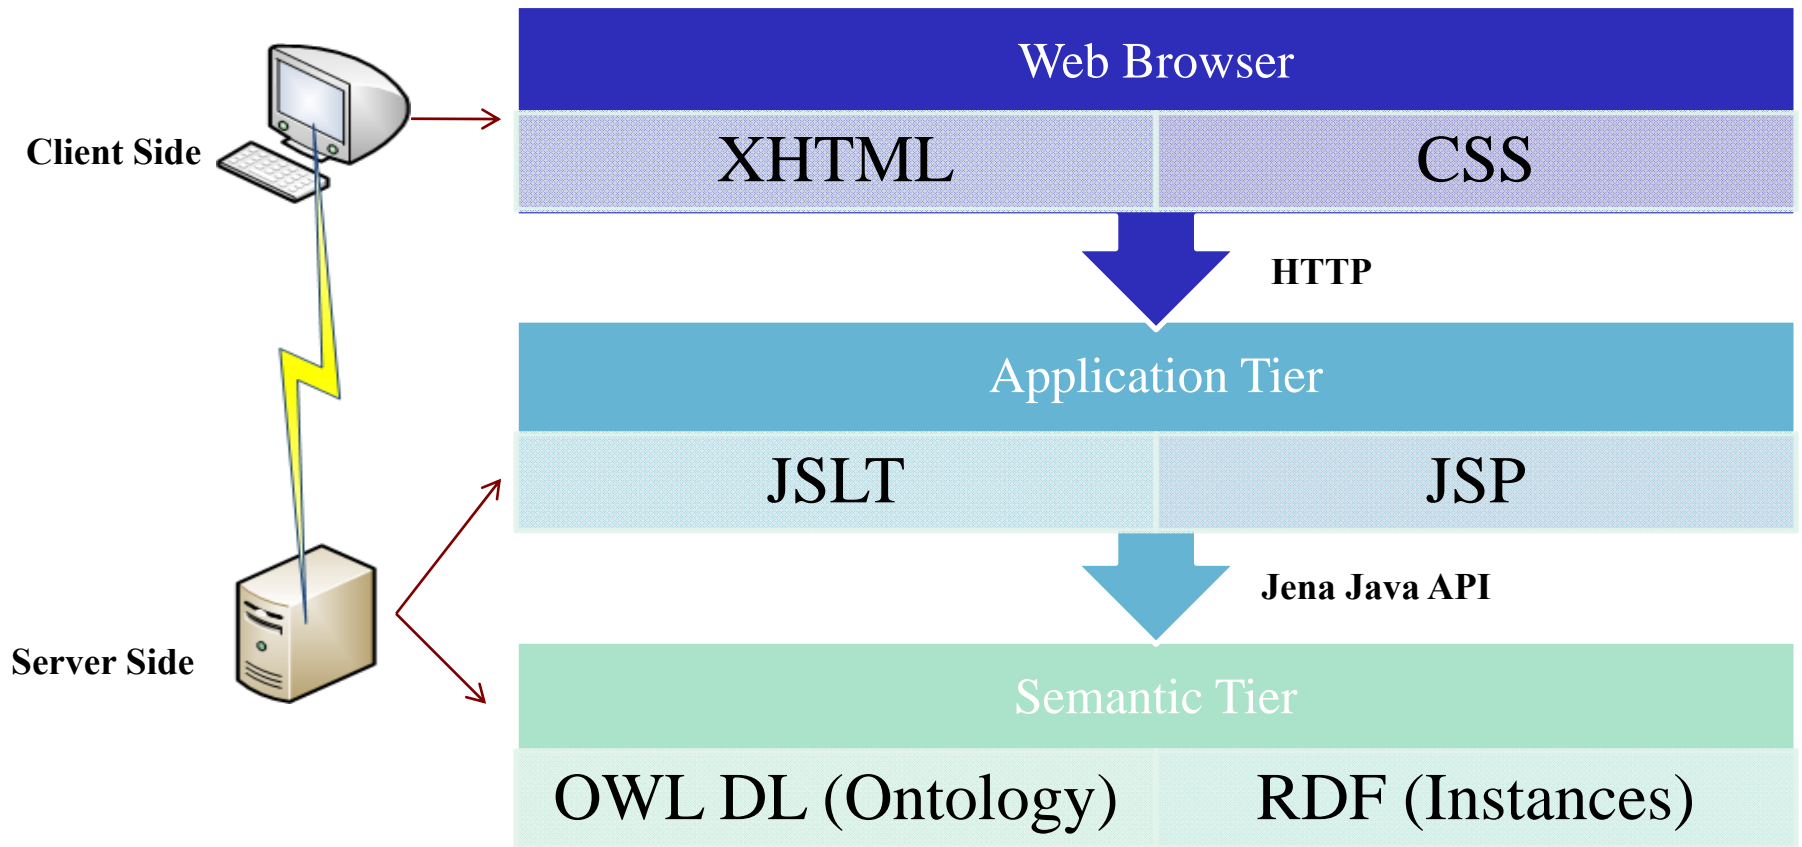 Web Browser
Client Side
XHTML
CSS
HTTP
Application Tier
JSLT
JSP
Jena Java API
Server Side
Semantic Tier
OWL DL (Ontology)
RDF (Instances)